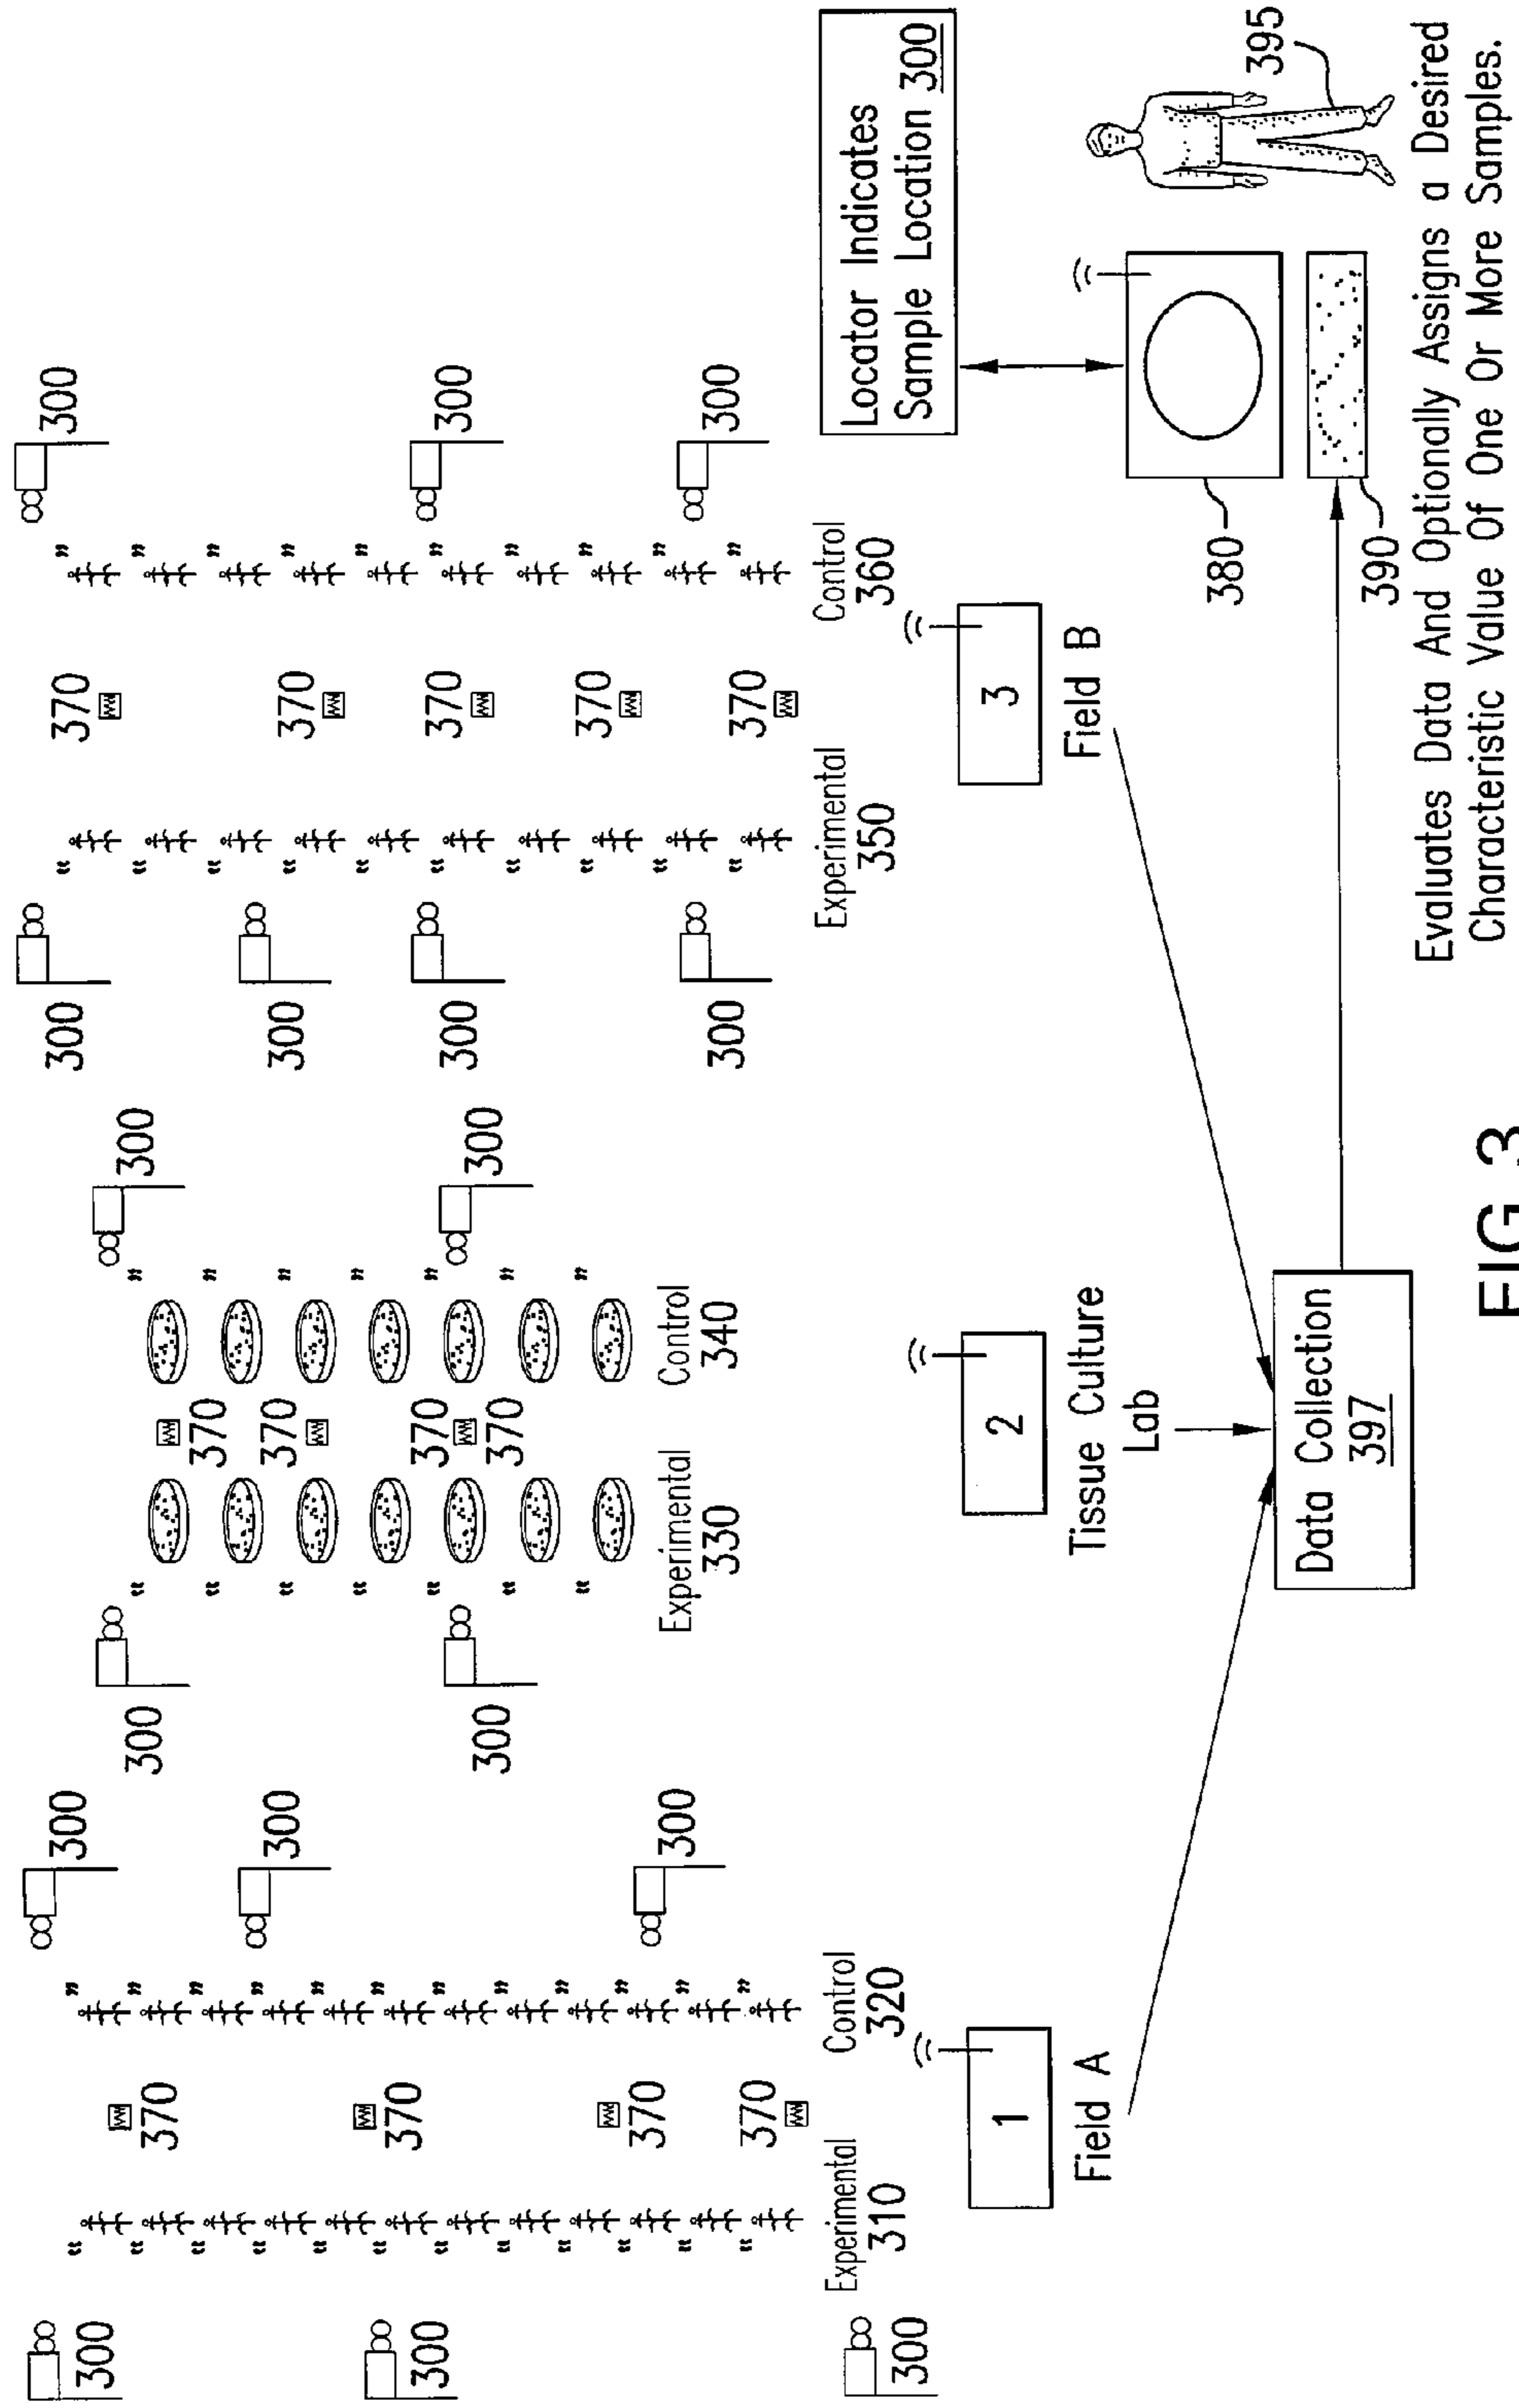 300
300
300
370
370
370
370
300
300
300
Experimental
310
Control
320
300
300
370
370
370
370
300
300
Experimental
330
Control
340
300
300
300
300
370
370
370
370
370
300
300
300
Experimental
350
Control
360
1
Field A
2
Tissue Culture
Lab
3
Field B
Data Collection
397
Locator Indicates
Sample Location 300
380
390
395
Evaluates Data And Optionally Assigns a Desired
Characteristic Value Of One Or More Samples.
FIG. 3